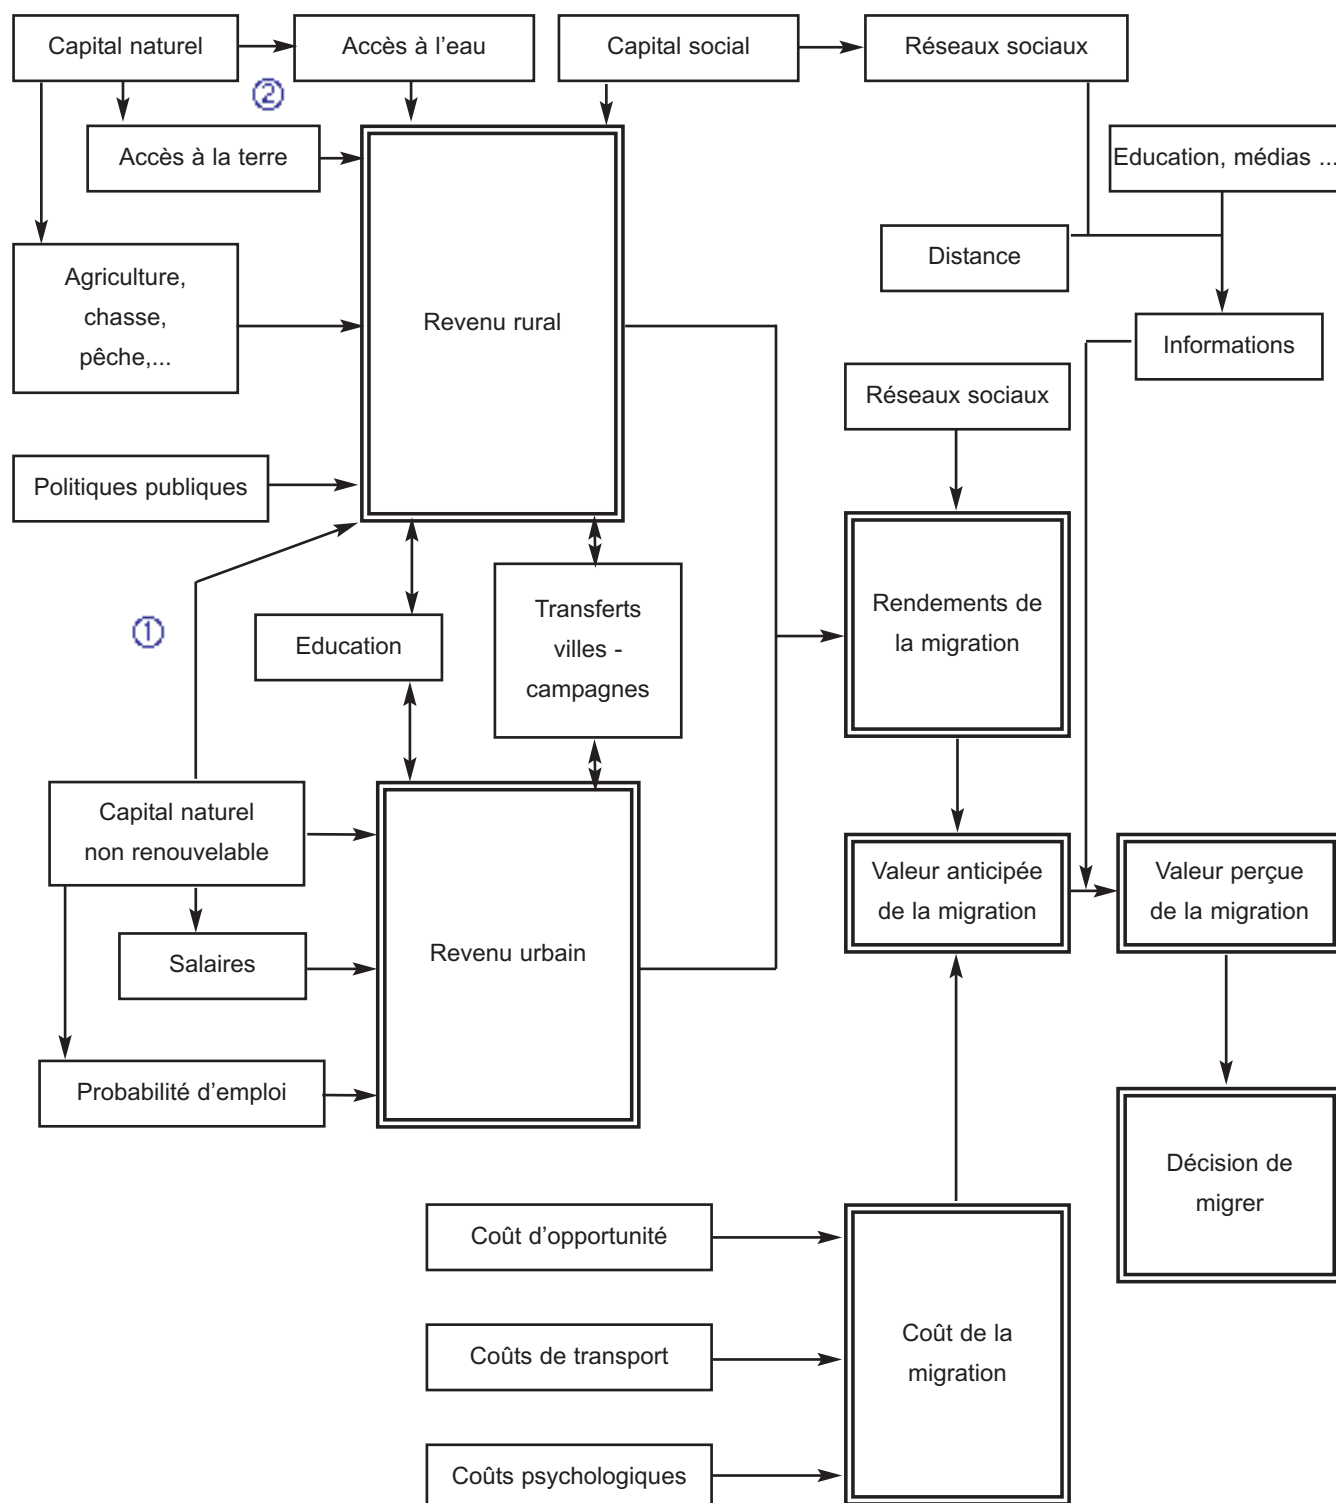 Capital naturel
Accès à l’eau
Capital social
Réseaux sociaux
②
Accès à la terre
Education, médias ...
Agriculture,
chasse,
pêche,...
Revenu rural
Distance
Informations
Réseaux sociaux
Politiques publiques
①
Education
Transferts
villes -
campagnes
Rendements de
la migration
Capital naturel
non renouvelable
Salaires
Probabilité d’emploi
Revenu urbain
Valeur anticipée
de la migration
Valeur perçue
de la migration
Décision de
migrer
Coût d’opportunité
Coûts de transport
Coûts psychologiques
Coût de la
migration